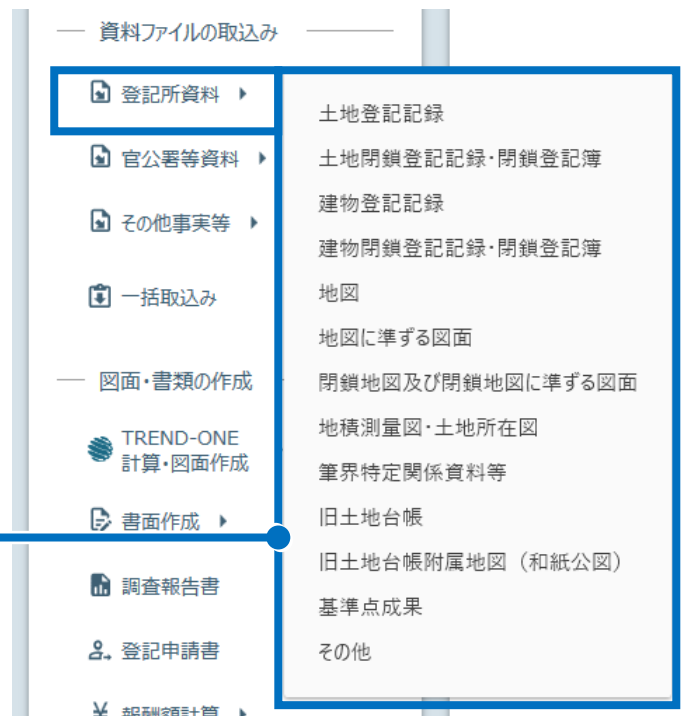 資料ファイルの取込み
登記所資料
官公署等資料
その他事実等
一括取込み
図面・書類の作成
TREND-ONE
計算・図面作成
書面作成
調査報告書
登記申請書
¥ 報酬額計算
土地登記記録
土地閉鎖登記記録・閉鎖登記簿
建物登記記録
建物閉鎖登記記録・閉鎖登記簿
地図
地図に準ずる図面
閉鎖地図及び閉鎖地図に準ずる図面
地積測量図・土地所在図
筆界特定関係資料等
旧土地台帳
旧土地台帳附属地図（和紙公図）
基準点成果
その他